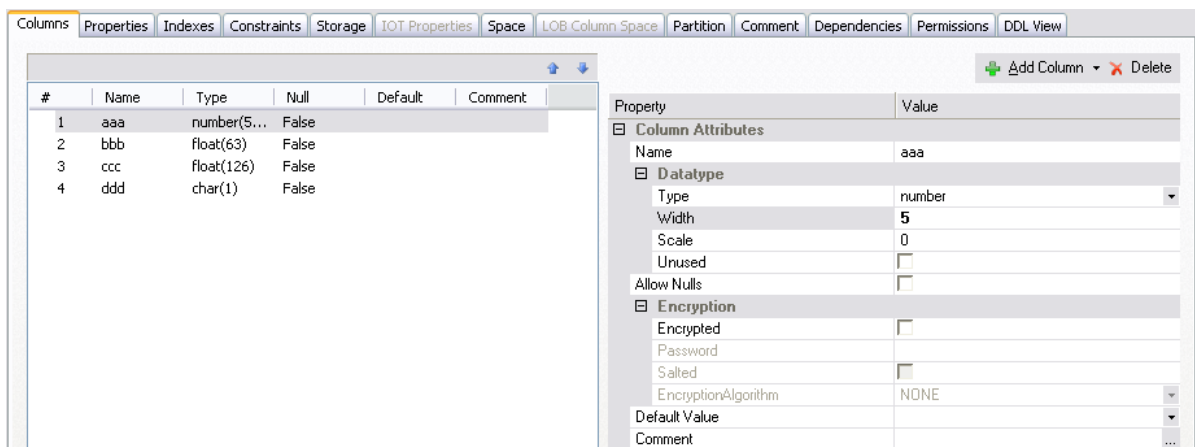 Columns Properties Indexes Constraints Storage IOT Properties Space LOB Column Space Partition Comment Dependencies Permissions DDL View
Add Column Delete
# Name Type Null Default Comment
1 aaa number(5... False
2 bbb float(63) False
3 ccc float(126) False
4 ddd char(1) False
Property Value
Column Attributes
Name aaa
Datatype
Type number
Width 5
Scale 0
Unused
Allow Nulls
Encryption
Encrypted
Password
Salted
EncryptionAlgorithm NONE
Default Value
Comment ...